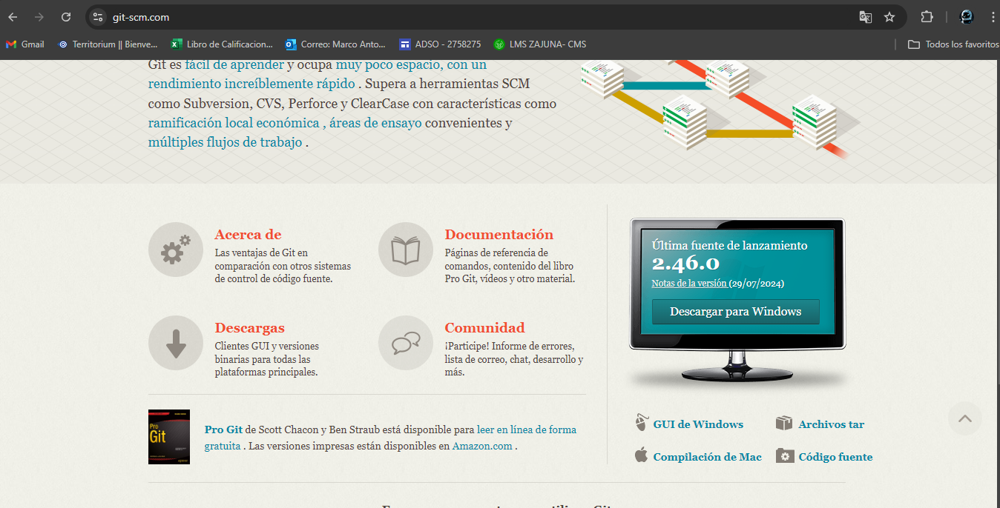 git-scm.com
Gmail
Territorium || Bienve...
Libro de Calificacion...
Correo: Marco Anto...
ADSO - 2758275
LMS ZAJUNA- CMS
Todos los favoritos
Git es fácil de aprender y ocupa muy poco espacio, con un
rendimiento increíblemente rápido . Supera a herramientas SCM
como Subversion, CVS, Perforce y ClearCase con características como
ramificación local económica , áreas de ensayo convenientes y
múltiples flujos de trabajo .
Acerca de
Las ventajas de Git en
comparación con otros sistemas
de control de código fuente.
Documentación
Páginas de referencia de
comandos, contenido del libro
Pro Git, vídeos y otro material.
Descargas
Clientes GUI y versiones
binarias para todas las
plataformas principales.
Comunidad
¡Participe! Informe de errores,
lista de correo, chat, desarrollo y
más.
Pro
Git
Pro Git de Scott Chacon y Ben Straub está disponible para leer en línea de forma
gratuita . Las versiones impresas están disponibles en Amazon.com .
Última fuente de lanzamiento
2.46.0
Notas de la versión (29/07/2024)
Descargar para Windows
GUI de Windows
Archivos tar
Compilación de Mac
Código fuente